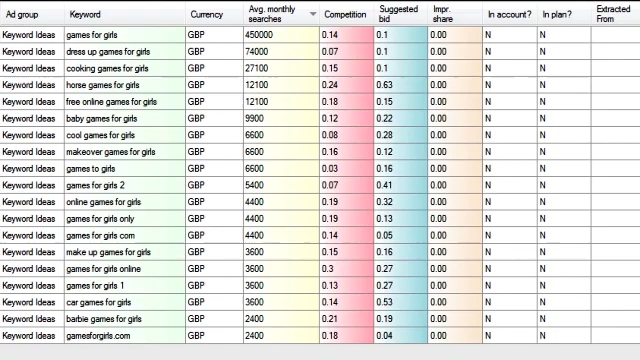 Ad group Keyword Currency Avg. monthly searches Competition Suggested bid Impr. share In account? In plan? Extracted From
Keyword Ideas games for girls GBP 450000 0.14 0.1 0.00 N N
Keyword Ideas dress up games for girls GBP 74000 0.07 0.1 0.00 N N
Keyword Ideas cooking games for girls GBP 27100 0.15 0.1 0.00 N N
Keyword Ideas horse games for girls GBP 12100 0.24 0.63 0.00 N N
Keyword Ideas free online games for girls GBP 12100 0.18 0.15 0.00 N N
Keyword Ideas baby games for girls GBP 9900 0.12 0.22 0.00 N N
Keyword Ideas cool games for girls GBP 6600 0.08 0.28 0.00 N N
Keyword Ideas makeover games for girls GBP 6600 0.16 0.12 0.00 N N
Keyword Ideas games to girls GBP 6600 0.03 0.16 0.00 N N
Keyword Ideas games for girls 2 GBP 5400 0.07 0.41 0.00 N N
Keyword Ideas online games for girls GBP 4400 0.19 0.32 0.00 N N
Keyword Ideas games for girls only GBP 4400 0.19 0.13 0.00 N N
Keyword Ideas games for girls com GBP 4400 0.14 0.05 0.00 N N
Keyword Ideas make up games for girls GBP 3600 0.15 0.16 0.00 N N
Keyword Ideas games for girls online GBP 3600 0.3 0.27 0.00 N N
Keyword Ideas games for girls 1 GBP 3600 0.13 0.27 0.00 N N
Keyword Ideas car games for girls GBP 3600 0.14 0.53 0.00 N N
Keyword Ideas barbie games for girls GBP 2400 0.21 0.19 0.00 N N
Keyword Ideas gamesforgirls.com GBP 2400 0.18 0.04 0.00 N N